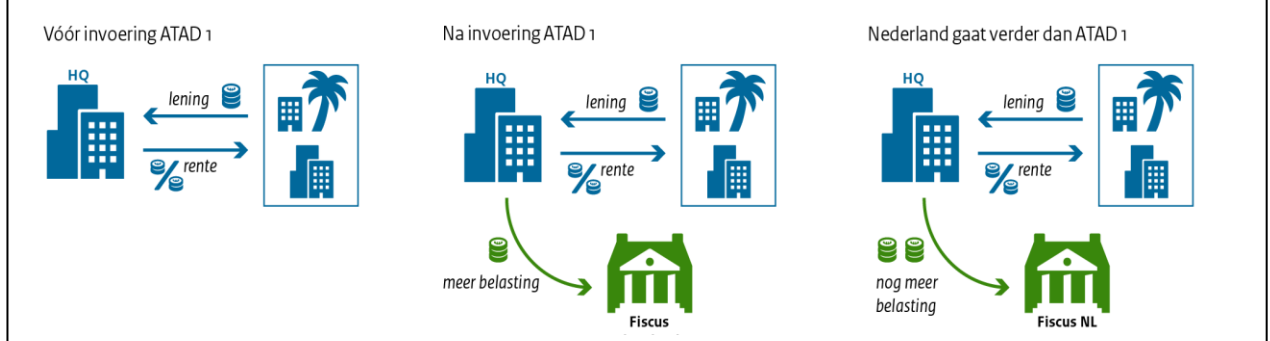 Vóór invoering ATAD 1
HQ
lening
rente
Na invoering ATAD 1
HQ
lening
rente
meer belasting
Fiscus
Nederland gaat verder dan ATAD 1
HQ
lening
rente
nog meer
belasting
Fiscus NL